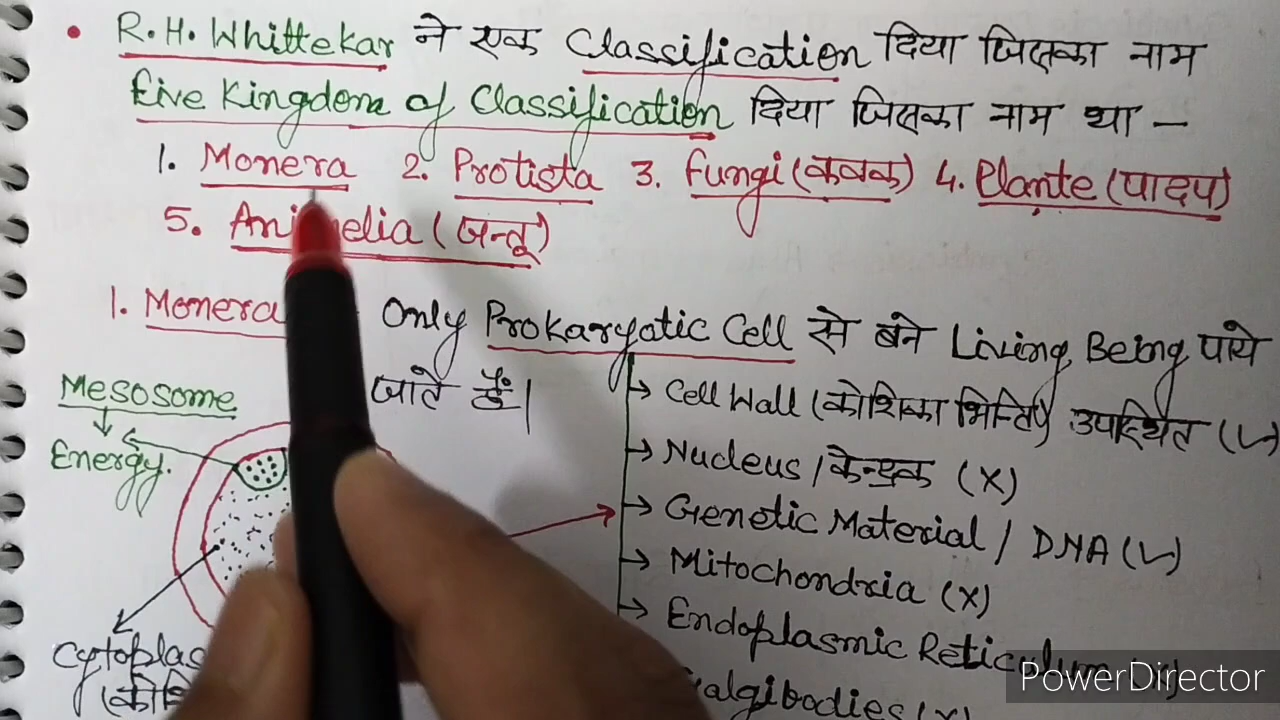 • R.H. Whittekar ने एक Classification दिया जिसका नाम
five Kingdom of Classification दिया जिसका नाम था –
1. Monera 2. Protista 3. fungi (कवक) 4. Plante (पादप)
5. Animelia (जन्तू)
1. Monera Only Prokaryotic Cell से बने Living Being पाये
जाते हैं।
Mesosome
Energy.
→ Cell Wall (कोशिका भित्ति) उपस्थित (✓)
→ Nucleus / केन्द्रक (X)
→ Genetic Material / DNA (✓)
→ Mitochondria (X)
→ Endoplasmic Reticulum (X)
(X)
PowerDirector